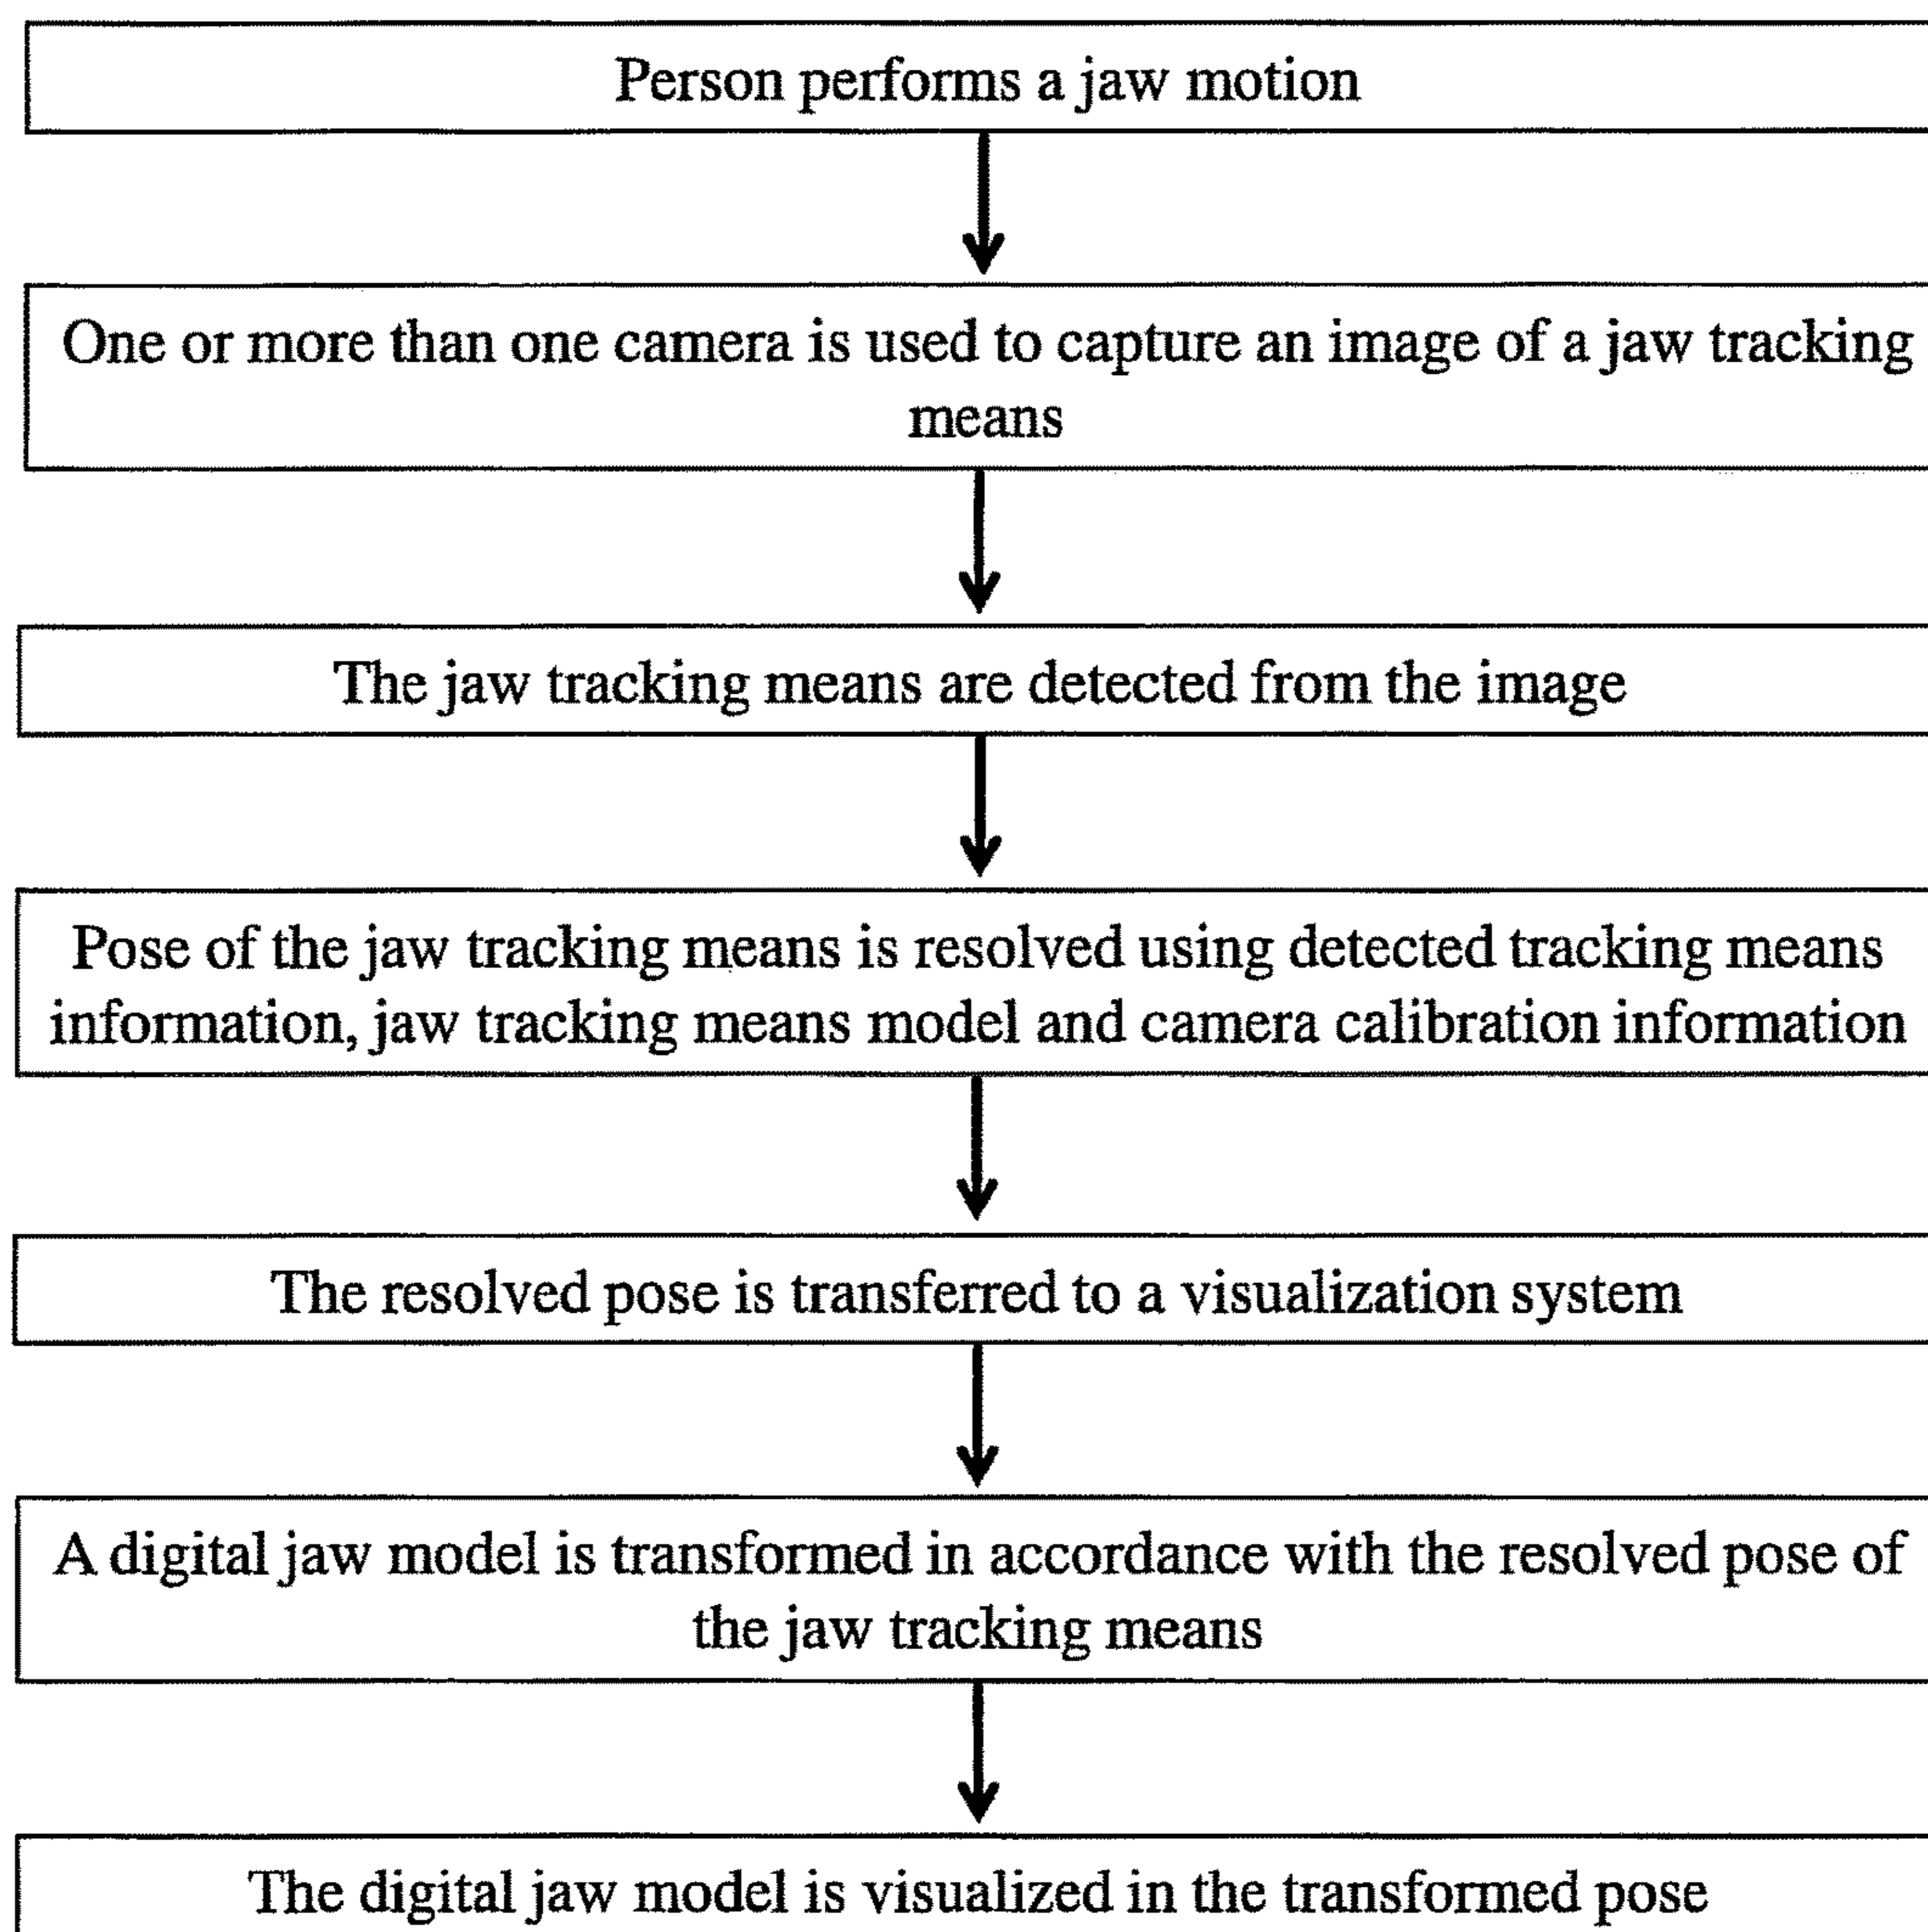 Person performs a jaw motion
One or more than one camera is used to capture an image of a jaw tracking
means
The jaw tracking means are detected from the image
Pose of the jaw tracking means is resolved using detected tracking means
information, jaw tracking means model and camera calibration information
The resolved pose is transferred to a visualization system
A digital jaw model is transformed in accordance with the resolved pose of
the jaw tracking means
The digital jaw model is visualized in the transformed pose